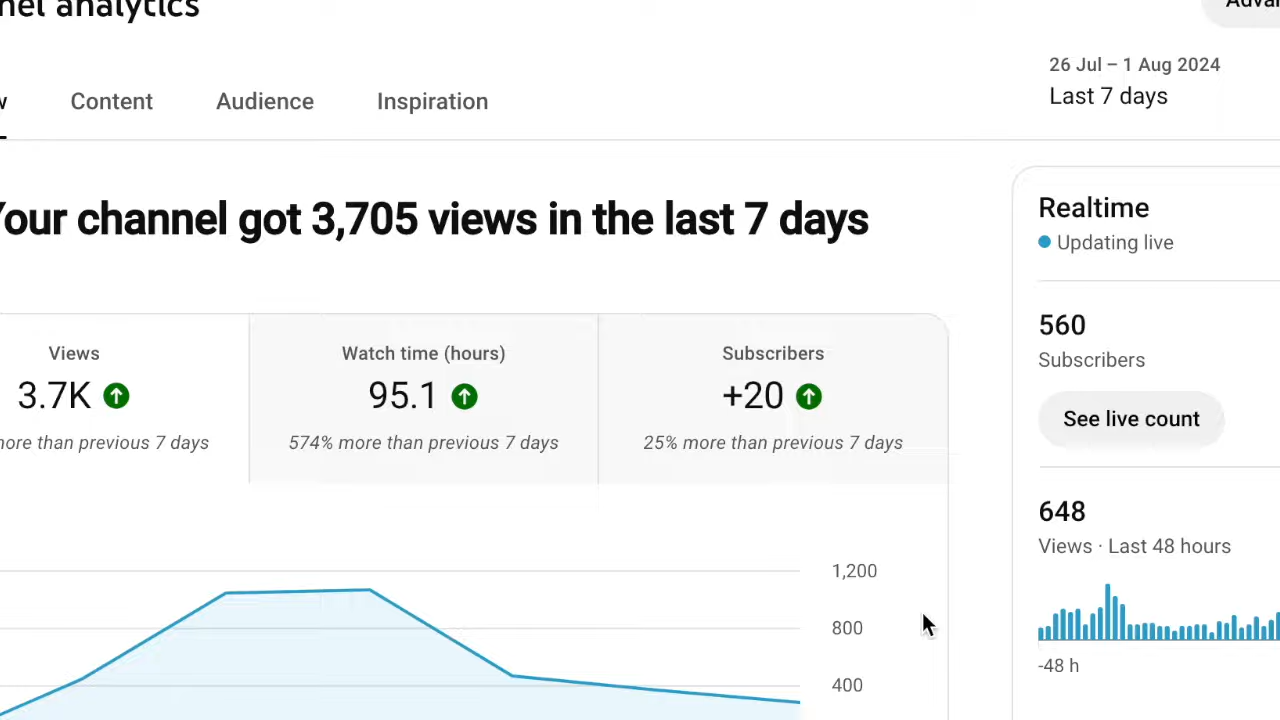 nel analytics
Content
Audience
Inspiration
26 Jul – 1 Aug 2024
Last 7 days
Your channel got 3,705 views in the last 7 days
Views
3.7K
more than previous 7 days
Watch time (hours)
95.1
574% more than previous 7 days
Subscribers
+20
25% more than previous 7 days
1,200
800
400
Realtime
Updating live
560
Subscribers
See live count
648
Views · Last 48 hours
-48 h